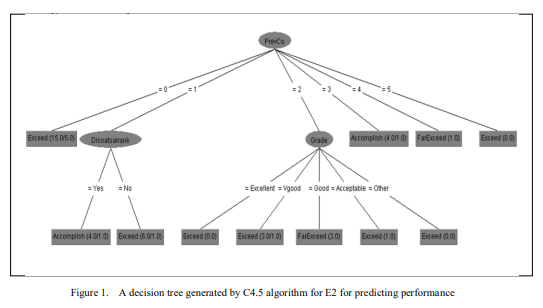 PrevCo
= 0
= 1
= 2
= 3
= 4
= 5
Exceed (15.0/5.0)
Dissatsalrank
Grade
Accomplish (4.0/1.0)
FarExceed (1.0)
Exceed (0.0)
= Yes
= No
= Excellent
= Vgood
= Good
= Acceptable
= Other
Accomplish (4.0/1.0)
Exceed (6.0/1.0)
Exceed (0.0)
Exceed (3.0/1.0)
FarExceed (3.0)
Exceed (1.0)
Exceed (0.0)
Figure 1. A decision tree generated by C4.5 algorithm for E2 for predicting performance